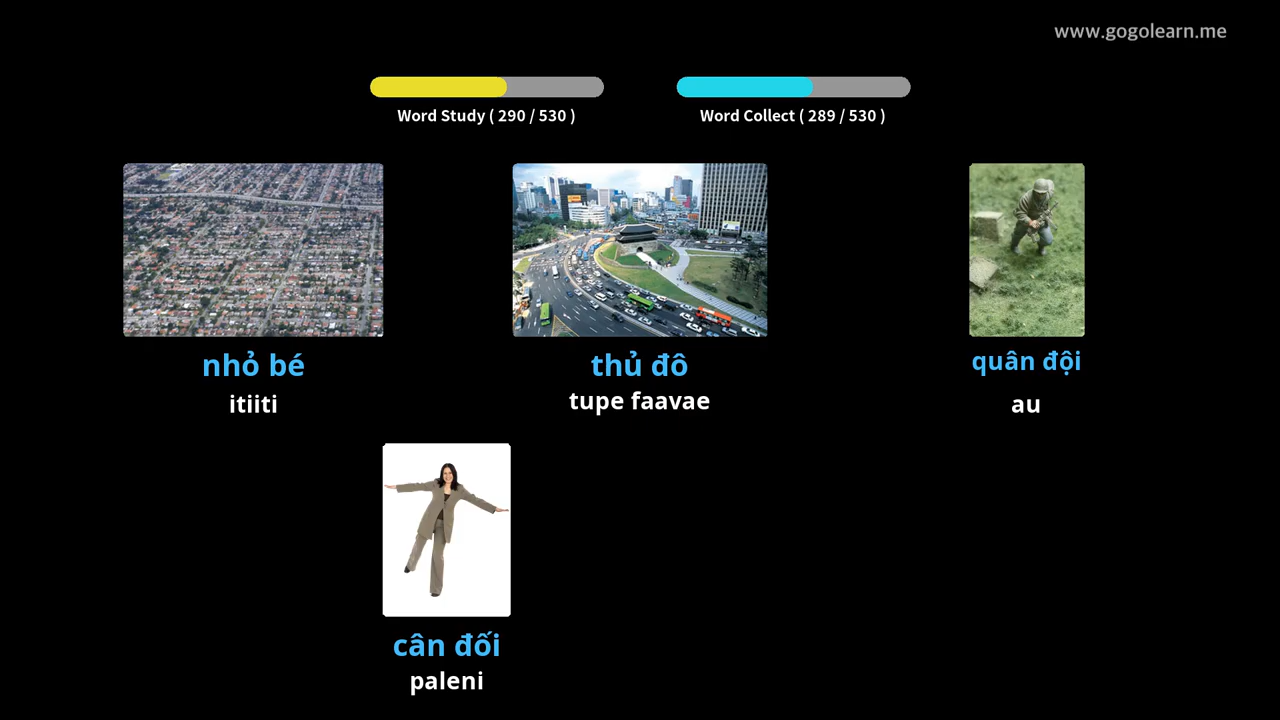 www.gogolearn.me
Word Study ( 290 / 530 )
Word Collect ( 289 / 530 )
nhỏ bé
itiiti
thủ đô
tupe faavae
quân đội
au
cân đối
paleni